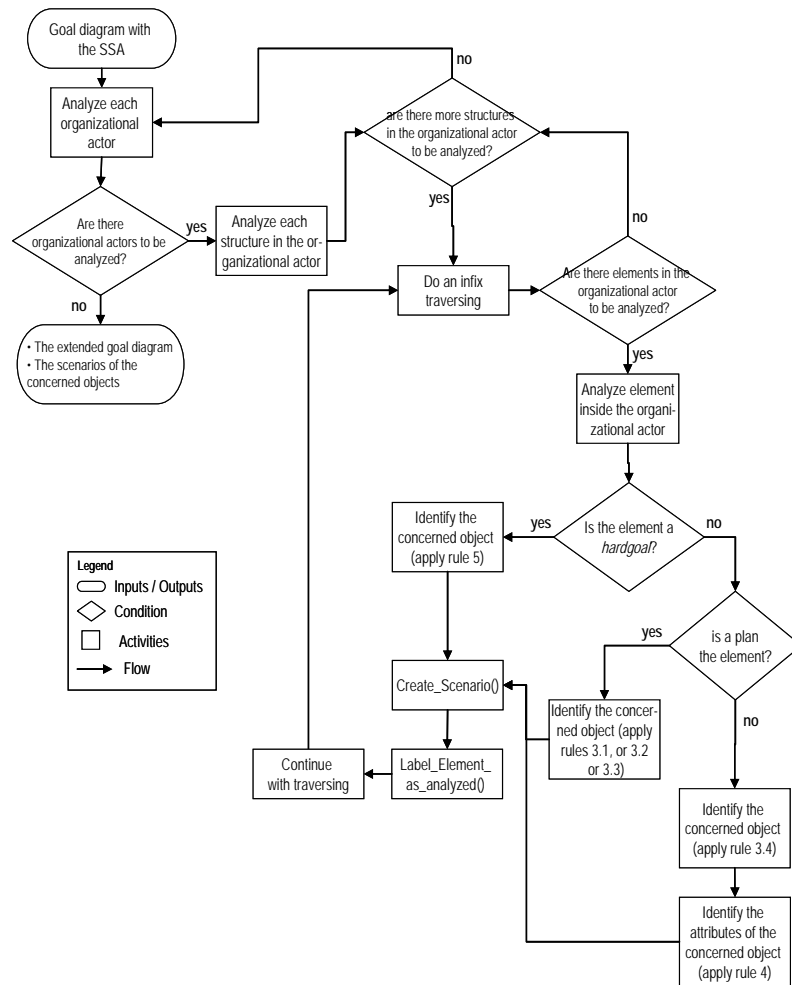 Goal diagram with
the SSA
Analyze each
organizational
actor
Are there
organizational actors to be
analyzed?
yes
no
• The extended goal diagram
• The scenarios of the
concerned objects
Analyze each
structure in the or-
ganizational actor
no
are there more structures
in the organizational actor
to be analyzed?
yes
Do an infix
traversing
no
Are there elements in the
organizational actor
to be analyzed?
yes
Analyze element
inside the organi-
zational actor
Is the element a
hardgoal?
yes
no
Identify the
concerned object
(apply rule 5)
is a plan
the element?
yes
no
Create_Scenario()
Identify the concer-
ned object (apply
rules 3.1, or 3.2
or 3.3)
Label_Element_
as_analyzed()
Continue
with traversing
Identify the
concerned object
(apply rule 3.4)
Identify the
attributes of the
concerned object
(apply rule 4)
Legend
Inputs / Outputs
Condition
Activities
Flow